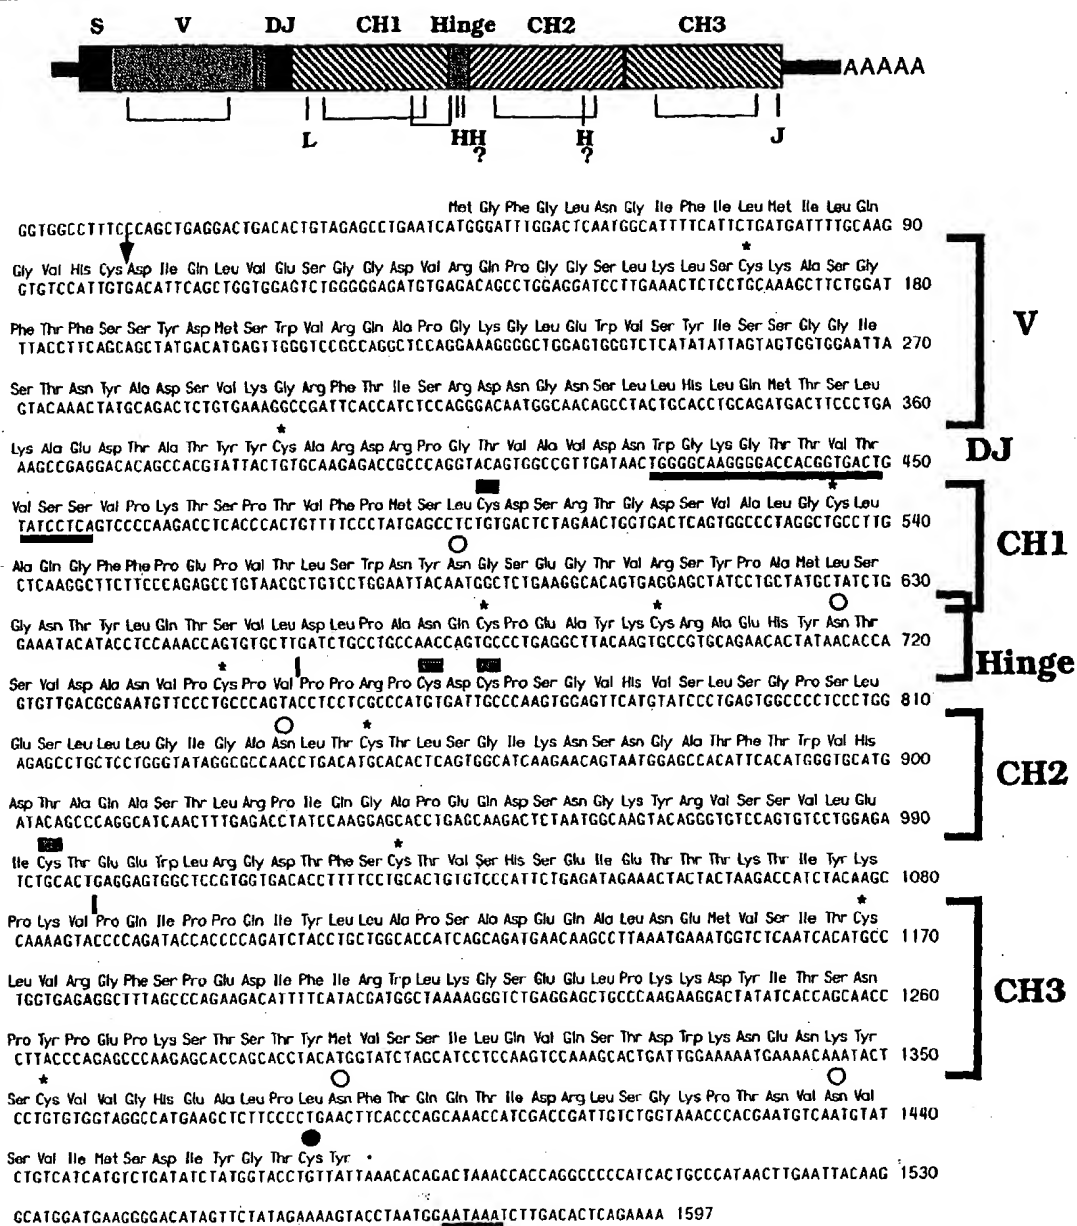 S V DJ CH1 Hinge CH2 CH3
AAAAA
L HH H J
? ?
Met Gly Phe Gly Leu Asn Gly Ile Phe Ile Leu Met Ile Leu Gln
GGTGGCCTTTCCCAGCTGAGGACTGACACTGTAGAGCCTGAATCATGGGATTTGGACTCAATGGCATTTTCATTCTGATGATTTTGCAAG 90
Gly Val His Cys Asp Ile Gln Leu Val Glu Ser Gly Gly Asp Val Arg Gln Pro Gly Gly Ser Leu Lys Leu Ser Cys Lys Ala Ser Gly
GTGTCCATTGTGACATTCAGCTGGTGGAGTCTGGGGGAGATGTGAGACAGCCTGGAGGATCCTTGAAACTCTCCTGCAAAGCTTCTGGAT 180
V
Phe Thr Phe Ser Ser Tyr Asp Met Ser Trp Val Arg Gln Ala Pro Gly Lys Gly Leu Glu Trp Val Ser Tyr Ile Ser Ser Gly Gly Ile
TTACCTTCAGCAGCTATGACATGAGTTGGGTCCGCCAGGCTCCAGGAAAGGGGCTGGAGTGGGTCTCATATATTAGTAGTGGTGGAATTA 270
Ser Thr Asn Tyr Ala Asp Ser Val Lys Gly Arg Phe Thr Ile Ser Arg Asp Asn Gly Asn Ser Leu Leu His Leu Gln Met Thr Ser Leu
GTACAAACTATGCAGACTCTGTGAAAGGCCGATTCACCATCTCCAGGGACAATGGCAACAGCCTACTGCACCTGCAGATGACTTCCCTGA 360
DJ
Lys Ala Glu Asp Thr Ala Thr Tyr Tyr Cys Ala Arg Asp Arg Pro Gly Thr Val Ala Val Asp Asn Trp Gly Lys Gly Thr Thr Val Thr
AAGCCGAGGACACAGCCACGTATTACTGTGCAAGAGACCGCCCAGGTACAGTGGCCGTTGATAACTGGGGCAAGGGGACCACGGTGACTG 450
Val Ser Ser Val Pro Lys Thr Ser Pro Thr Val Phe Pro Met Ser Leu Cys Asp Ser Arg Thr Gly Asp Ser Val Ala Leu Gly Cys Leu
TATCCTCAGTCCCCAAGACCTCACCCACTGTTTTCCCTATGAGCCTCTGTGACTCTAGAACTGGTGACTCAGTGGCCCTAGGCTGCCTTG 540
CH1
Ala Gln Gly Phe Phe Pro Glu Pro Val Thr Leu Ser Trp Asn Tyr Asn Gly Ser Glu Gly Thr Val Arg Ser Tyr Pro Ala Met Leu Ser
CTCAAGGCTTCTTCCCAGAGCCTGTAACGCTGTCCTGGAATTACAATGGCTCTGAAGGCACAGTGAGGAGCTATCCTGCTATGCTATCTG 630
Gly Asn Thr Tyr Leu Gln Thr Ser Val Leu Asp Leu Pro Ala Asn Gln Cys Pro Glu Ala Tyr Lys Cys Arg Ala Glu His Tyr Asn Thr
GAAATACATACCTCCAAACCAGTGTGCTTGATCTGCCTGCCAACCAGTGCCCTGAGGCTTACAAGTGCCGTGCAGAACACTATAACACCA 720
Hinge
Ser Val Asp Ala Asn Val Pro Cys Pro Val Pro Pro Arg Pro Cys Asp Cys Pro Ser Gly Val His Val Ser Leu Ser Gly Pro Ser Leu
GTGTTGACGCGAATGTTCCCTGCCCAGTACCTCCTCGCCCATGTGATTGCCCAAGTGGAGTTCATGTATCCCTGAGTGGCCCCTCCCTGG 810
Glu Ser Leu Leu Leu Gly Ile Gly Ala Asn Leu Thr Cys Thr Leu Ser Gly Ile Lys Asn Ser Asn Gly Ala Thr Phe Thr Trp Val His
AGAGCCTGCTCCTGGGTATAGGCGCCAACCTGACATGCACACTCAGTGGCATCAAGAACAGTAATGGAGCCACATTCACATGGGTGCATG 900
CH2
Asp Thr Ala Gln Ala Ser Thr Leu Arg Pro Ile Gln Gly Ala Pro Glu Gln Asp Ser Asn Gly Lys Tyr Arg Val Ser Ser Val Leu Glu
ATACAGCCCAGGCATCAACTTTGAGACCTATCCAAGGAGCACCTGAGCAAGACTCTAATGGCAAGTACAGGGTGTCCAGTGTCCTGGAGA 990
Ile Cys Thr Glu Glu Trp Leu Arg Gly Asp Thr Phe Ser Cys Thr Val Ser His Ser Glu Ile Glu Thr Thr Thr Lys Thr Ile Tyr Lys
TCTGCACTGAGGAGTGGCTCCGTGGTGACACCTTTTCCTGCACTGTGTCCCATTCTGAGATAGAAACTACTACTAAGACCATCTACAAGC 1080
Pro Lys Val Pro Gln Ile Pro Pro Gln Ile Tyr Leu Leu Ala Pro Ser Ala Asp Glu Gln Ala Leu Asn Glu Met Val Ser Ile Thr Cys
CAAAAGTACCCCAGATACCACCCCAGATCTACCTGCTGGCACCATCAGCAGATGAACAAGCCTTAAATGAAATGGTCTCAATCACATGCC 1170
Leu Val Arg Gly Phe Ser Pro Glu Asp Ile Phe Ile Arg Trp Leu Lys Gly Ser Glu Glu Leu Pro Lys Lys Asp Tyr Ile Thr Ser Asn
TGGTGAGAGGCTTTAGCCCAGAAGACATTTTCATACGATGGCTAAAAGGGTCTGAGGAGCTGCCCAAGAAGGACTATATCACCAGCAACC 1260
CH3
Pro Tyr Pro Glu Pro Lys Ser Thr Ser Thr Tyr Met Val Ser Ser Ile Leu Gln Val Gln Ser Thr Asp Trp Lys Asn Glu Asn Lys Tyr
CTTACCCAGAGCCCAAGAGCACCAGCACCTACATGGTATCTAGCATCCTCCAAGTCCAAAGCACTGATTGGAAAAATGAAAACAAATACT 1350
Ser Cys Val Val Gly His Glu Ala Leu Pro Leu Asn Phe Thr Gln Gln Thr Ile Asp Arg Leu Ser Gly Lys Pro Thr Asn Val Asn Val
CCTGTGTGGTAGGCCATGAAGCTCTTCCCCTGAACTTCACCCAGCAAACCATCGACCGATTGTCTGGTAAACCCACGAATGTCAATGTAT 1440
Ser Val Ile Met Ser Asp Ile Tyr Gly Thr Cys Tyr
CTGTCATCATGTCTGATATCTATGGTACCTGTTATTAAACACAGACTAAACCACCAGGCCCCCATCACTGCCCATAACTTGAATTACAAG 1530
GCATGGATGAAGGGGACATAGTTCTATAGAAAAGTACCTAATGGAATAAATCTTGACACTCAGAAAA 1597